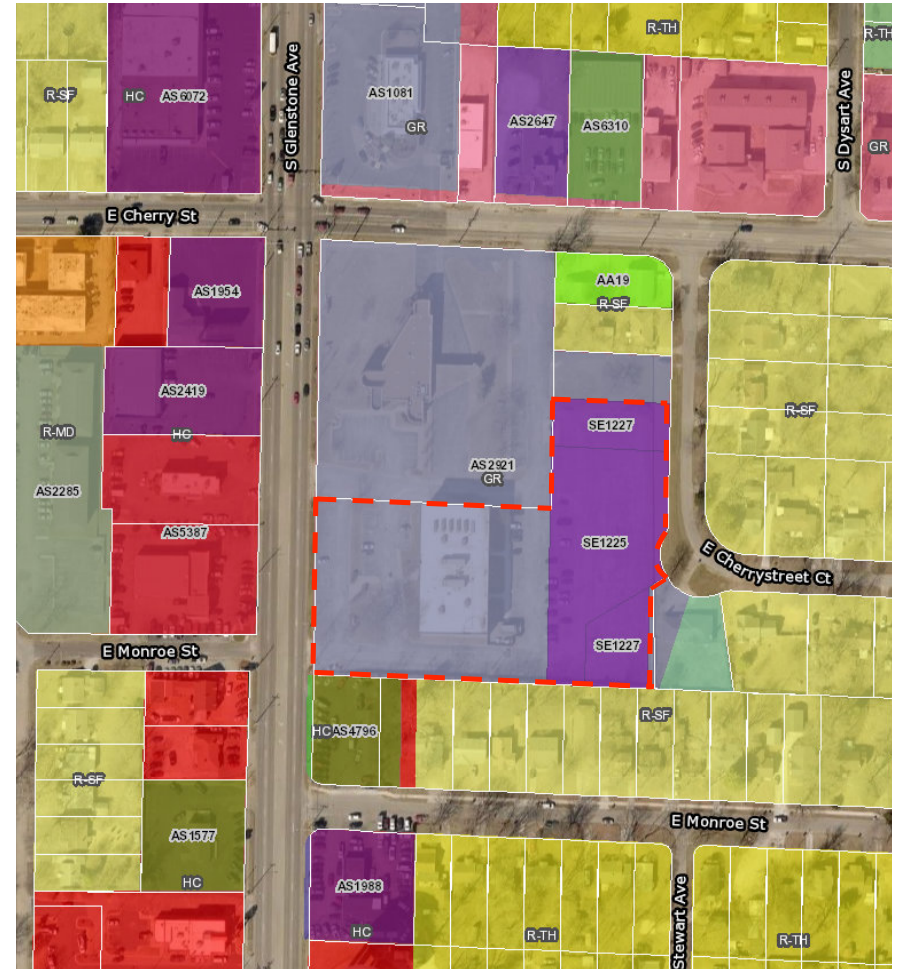 S Glenstone Ave
R-TH
R-TH
R-SF
HC
AS6072
AS1081
GR
AS2647
AS6310
S Dysart Ave
GR
E Cherry St
AS1954
AA19
R-SF
AS2419
HC
R-MD
SE1227
R-SF
AS2921
GR
AS2285
AS5387
SE1225
E Cherrystreet Ct
E Monroe St
SE1227
HC
AS4796
R-SF
R-SF
E Monroe St
AS1577
HC
AS1988
HC
R-TH
Stewart Ave
R-TH